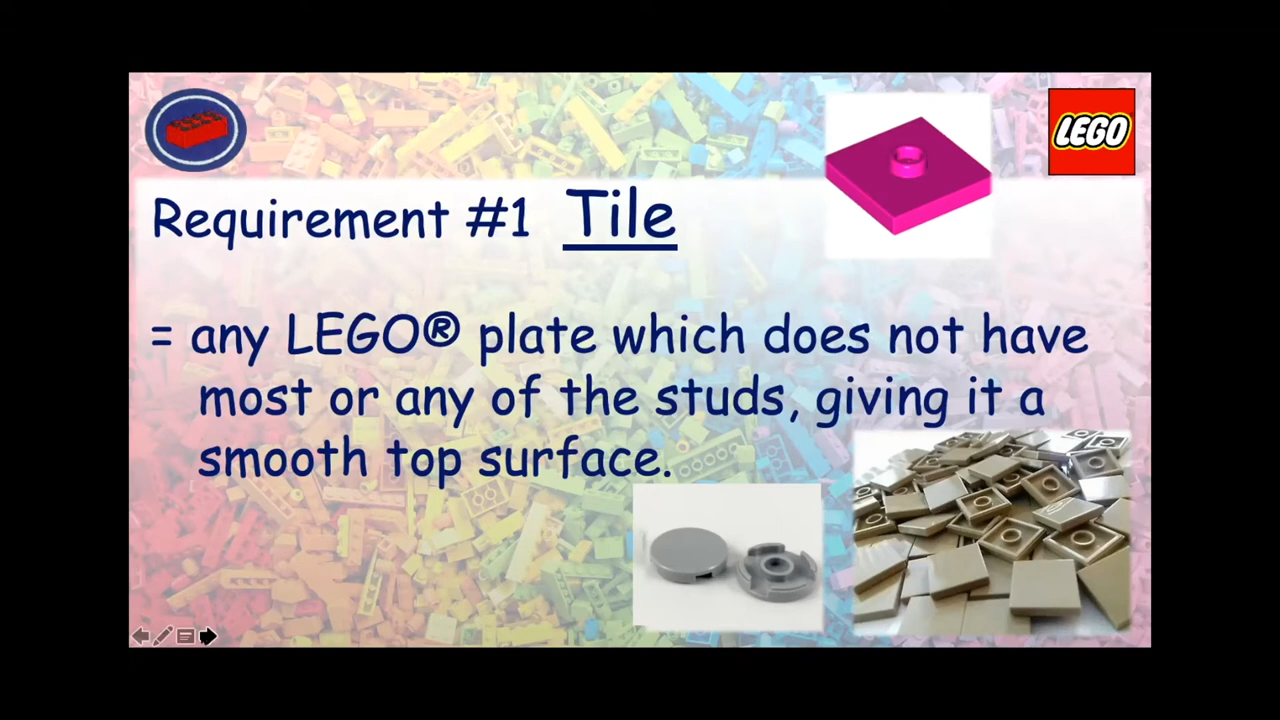 LEGO
Requirement #1 Tile
= any LEGO® plate which does not have
most or any of the studs, giving it a
smooth top surface.